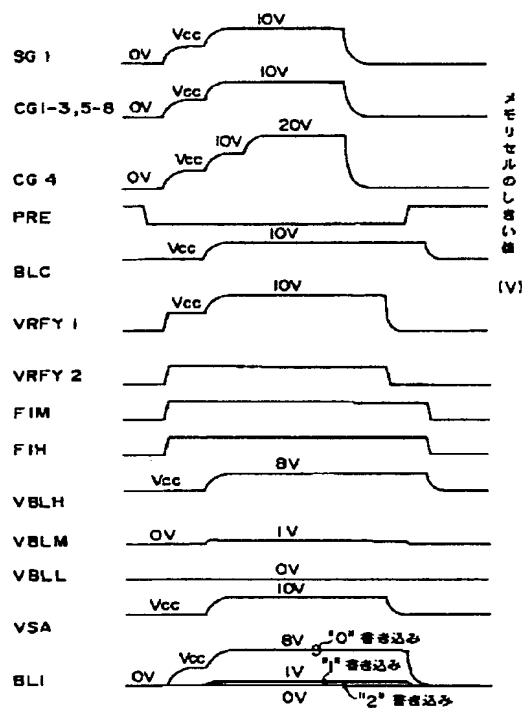 10V
Vcc
0V
SG 1
10V
Vcc
CG1-3,5-8 0V
20V
10V
Vcc
0V
CG 4
PRE
10V
Vcc
BLC
10V
Vcc
VRFY 1
VRFY 2
FIM
FIH
8V
Vcc
VBLH
0V 1V
VBLM
0V
VBLL
10V
Vcc
VSA
8V "0" 書き込み
Vcc "1" 書き込み
0V 1V
BL1
0V "2" 書き込み
メモリセルのしきい値
(V)